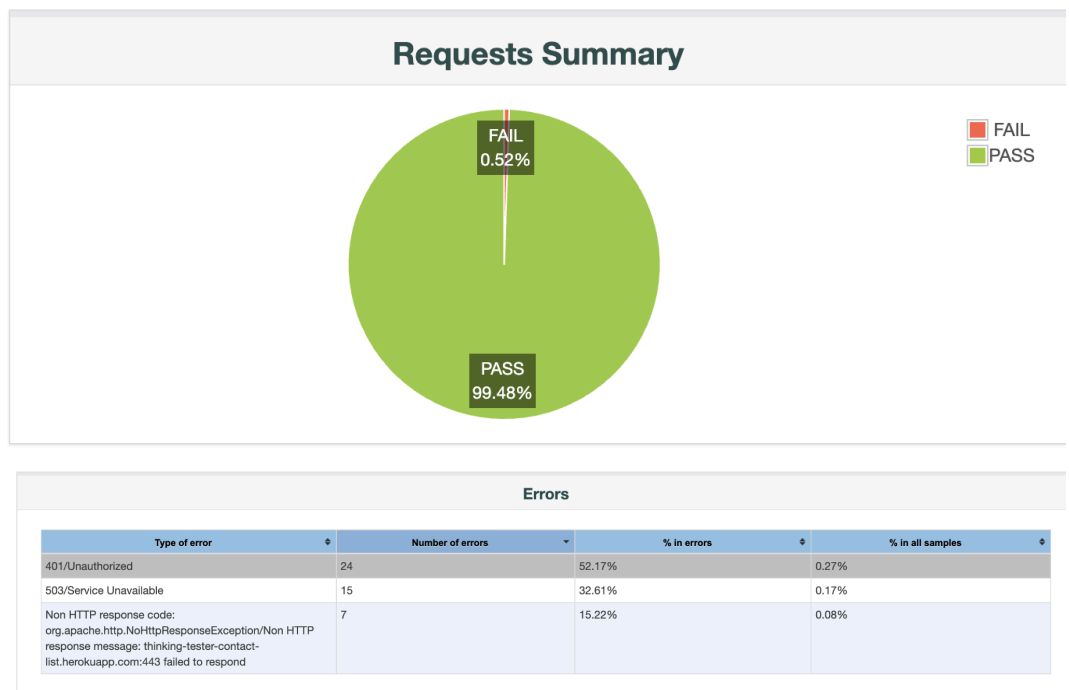 Requests Summary
FAIL
0.52%
PASS
99.48%
FAIL
PASS
Errors
Type of error Number of errors % in errors % in all samples
401/Unauthorized 24 52.17% 0.27%
503/Service Unavailable 15 32.61% 0.17%
Non HTTP response code: 7 15.22% 0.08%
org.apache.http.NoHttpResponseException/Non HTTP
response message: thinking-tester-contact-
list.herokuapp.com:443 failed to respond